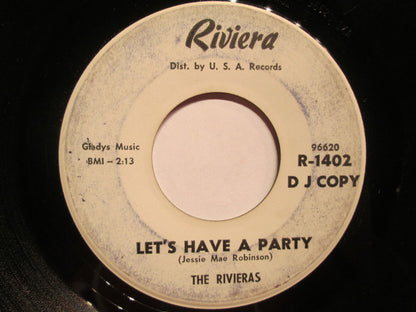 Riviera
Dist. by U. S. A. Records
Gladys Music
BMI - 2:13
96620
R-1402
D J COPY
LET'S HAVE A PARTY
(Jessie Mae Robinson)
THE RIVIERAS